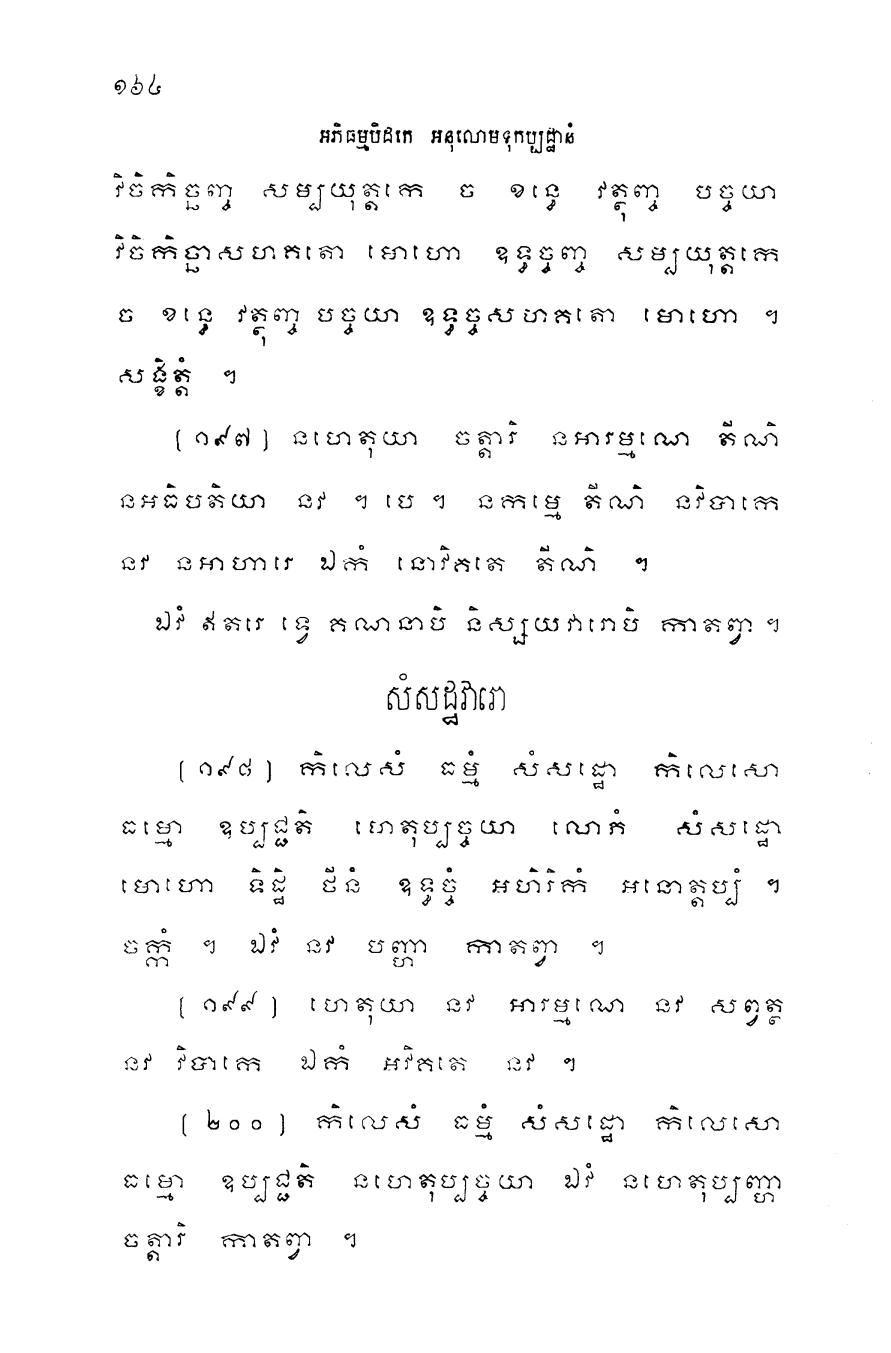 ១៦៤
អភិធម្មបិដកេ អនុលោមទុកប្បដ្ឋានំ
វិចិកិច្ឆញ្ច សម្បយុត្តកេ ច ខន្ធេ វត្ថុញ្ច បច្ចយា
វិចិកិច្ឆាសហគតោ មោហោ ឧទ្ធច្ចញ្ច សម្បយុត្តកេ
ច ខន្ធេ វត្ថុញ្ច បច្ចយា ឧទ្ធច្ចសហគតោ មោហោ ។
សង្ខិត្តំ ។
(១៩៧) នហេតុយា ចត្តារិ នអារម្មណេ តីណិ
នអធិបតិយា នវ ។ បេ ។ នកម្មេ តីណិ នវិបាកេ
នវ នអាហារេ ឯកំ នោវិគតេ តីណិ ។
ឯវំ ឥតរេ ទ្វេ គណនាបិ និស្សយវារោបិ កាតព្វា ។
សំសដ្ឋវារោ
(១៩៨) កិលេសំ ធម្មំ សំសដ្ឋោ កិលេសោ
ធម្មោ ឧប្បជ្ជតិ ហេតុប្បច្ចយា លោភំ សំសដ្ឋោ
មោហោ ទិដ្ឋិ ថីនំ ឧទ្ធច្ចំ អហិរិកំ អនោត្តប្បំ ។
ចក្កំ ។ ឯវំ នវ បញ្ហា កាតព្វា ។
(១៩៩) ហេតុយា នវ អារម្មណេ នវ សព្វត្ថ
នវ វិបាកេ ឯកំ អវិគតេ នវ ។
(២០០) កិលេសំ ធម្មំ សំសដ្ឋោ កិលេសោ
ធម្មោ ឧប្បជ្ជតិ នហេតុប្បច្ចយា ឯវំ នហេតុប្បញ្ហា
ចត្តារិ កាតព្វា ។